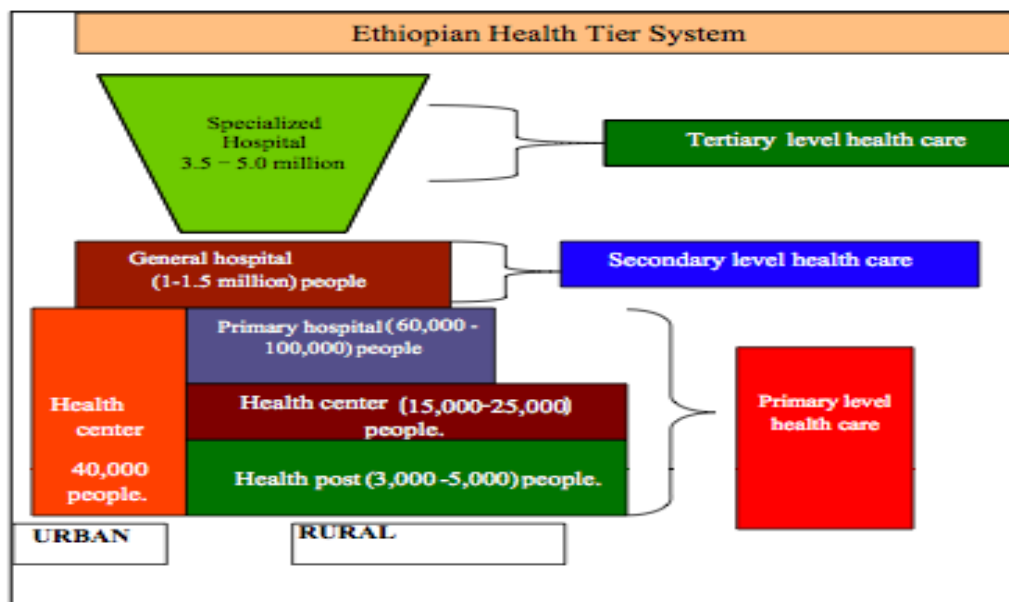 Ethiopian Health Tier System
Specialized
Hospital
3.5 – 5.0 million
Tertiary level health care
General hospital
(1-1.5 million) people
Secondary level health care
Primary hospital (60,000 -
100,000) people
Health center (15,000-25,000)
people.
Health post (3,000 -5,000) people.
Health
center
40,000
people.
Primary level
health care
URBAN
RURAL